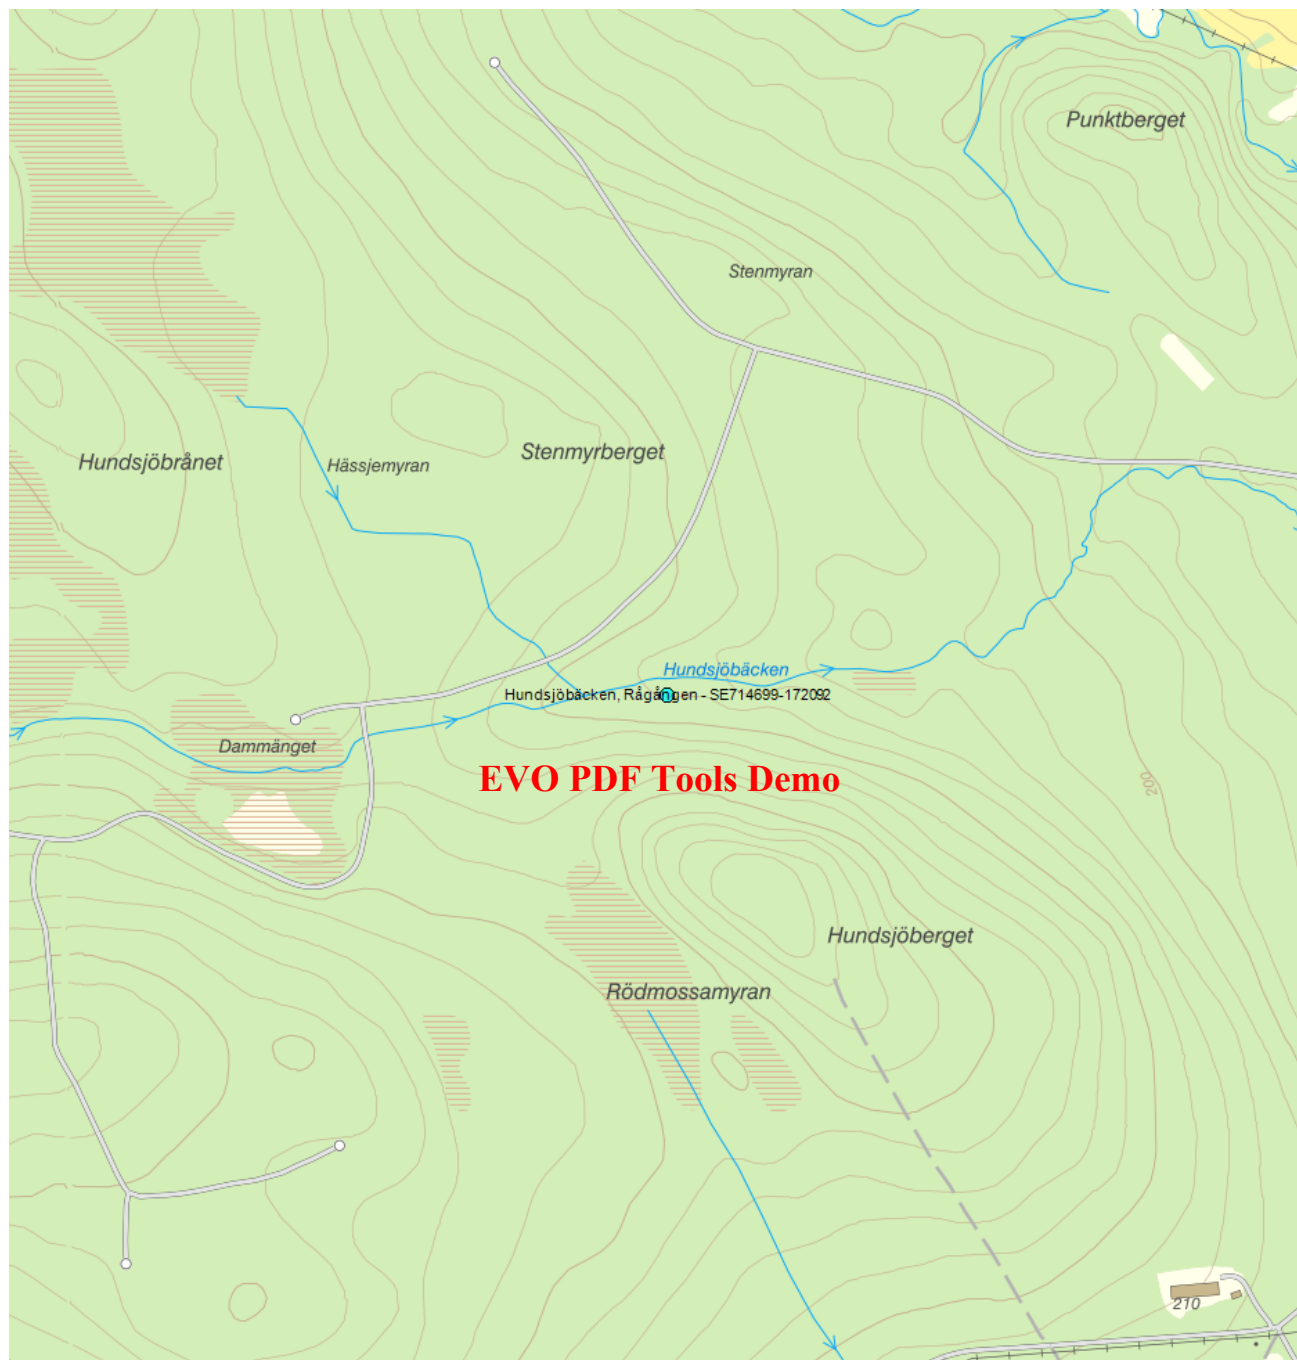 Punktberget
Stenmyran
Stenmyrberget
Hundsjöbrånet
Hässjemyran
Hundsjöbäcken
Hundsjöbäcken, Rågången - SE714699-172092
Dammänget
EVO PDF Tools Demo
200
Hundsjöberget
Rödmossamyran
210